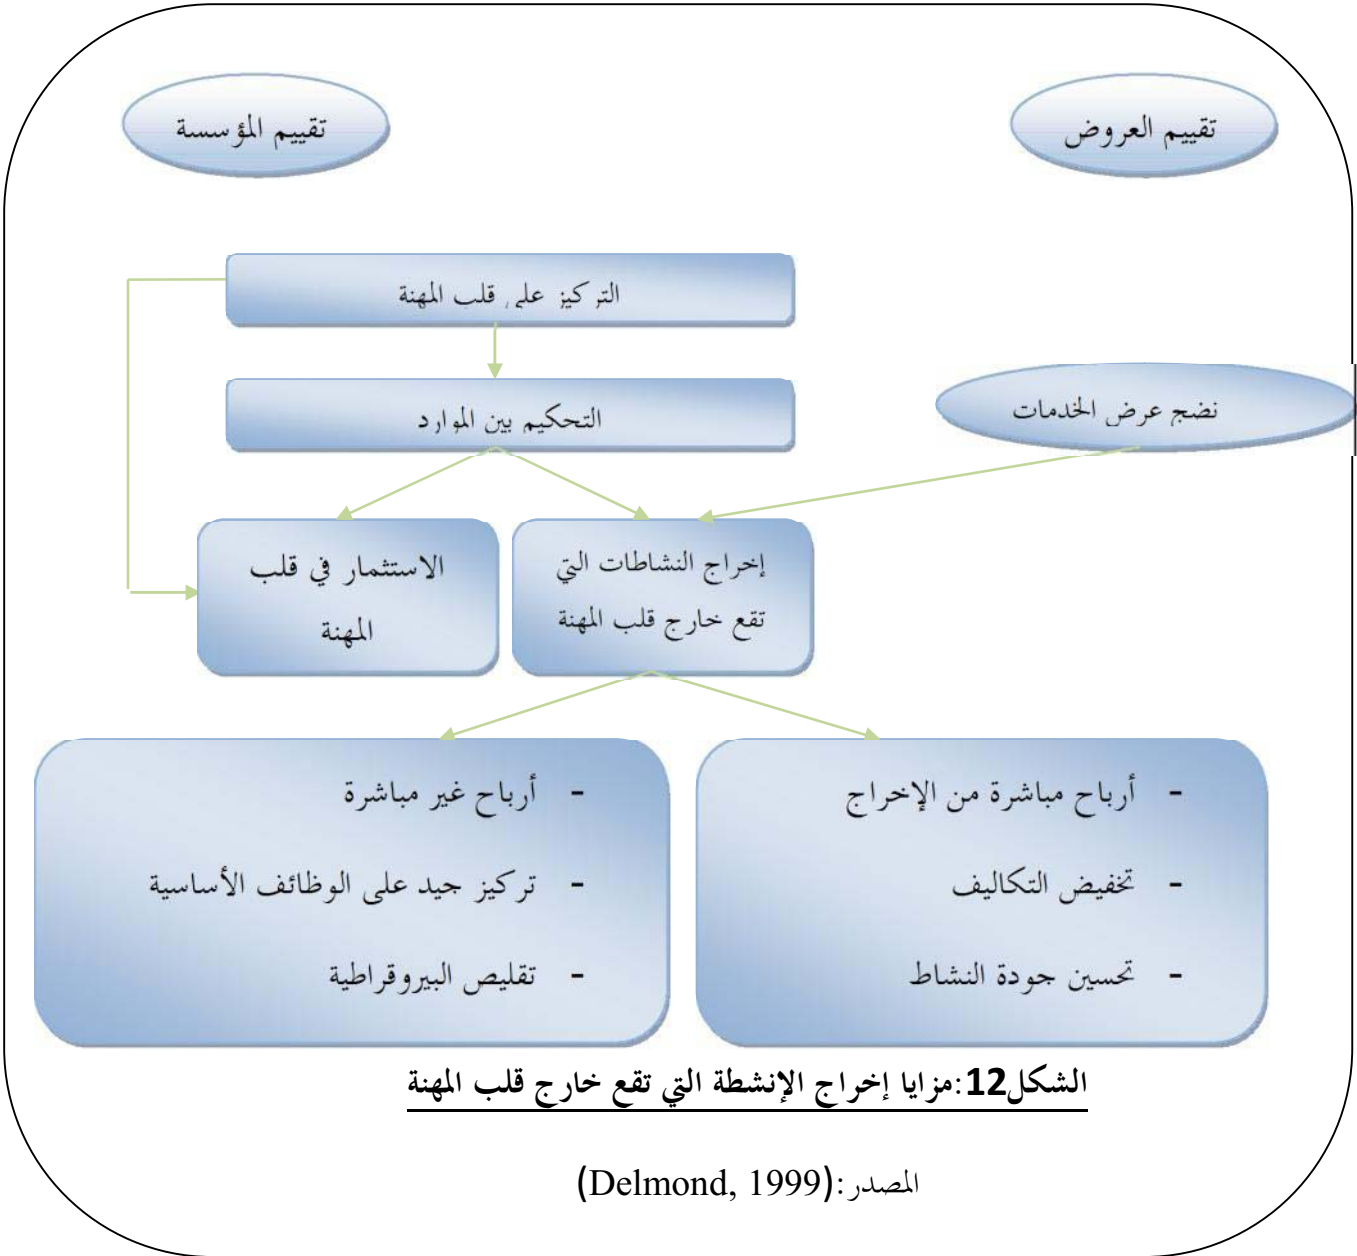 تقييم العروض
تقييم المؤسسة
التركيز على قلب المهنة
التحكيم بين الموارد
نضج عرض الخدمات
إخراج النشاطات التي
تقع خارج قلب المهنة
الاستثمار في قلب
المهنة
- أرباح مباشرة من الإخراج
- تخفيض التكاليف
- تحسين جودة النشاط
- أرباح غير مباشرة
- تركيز جيد على الوظائف الأساسية
- تقليص البيروقراطية
الشكل12:مزايا إخراج الإنشطة التي تقع خارج قلب المهنة
المصدر:(Delmond, 1999)